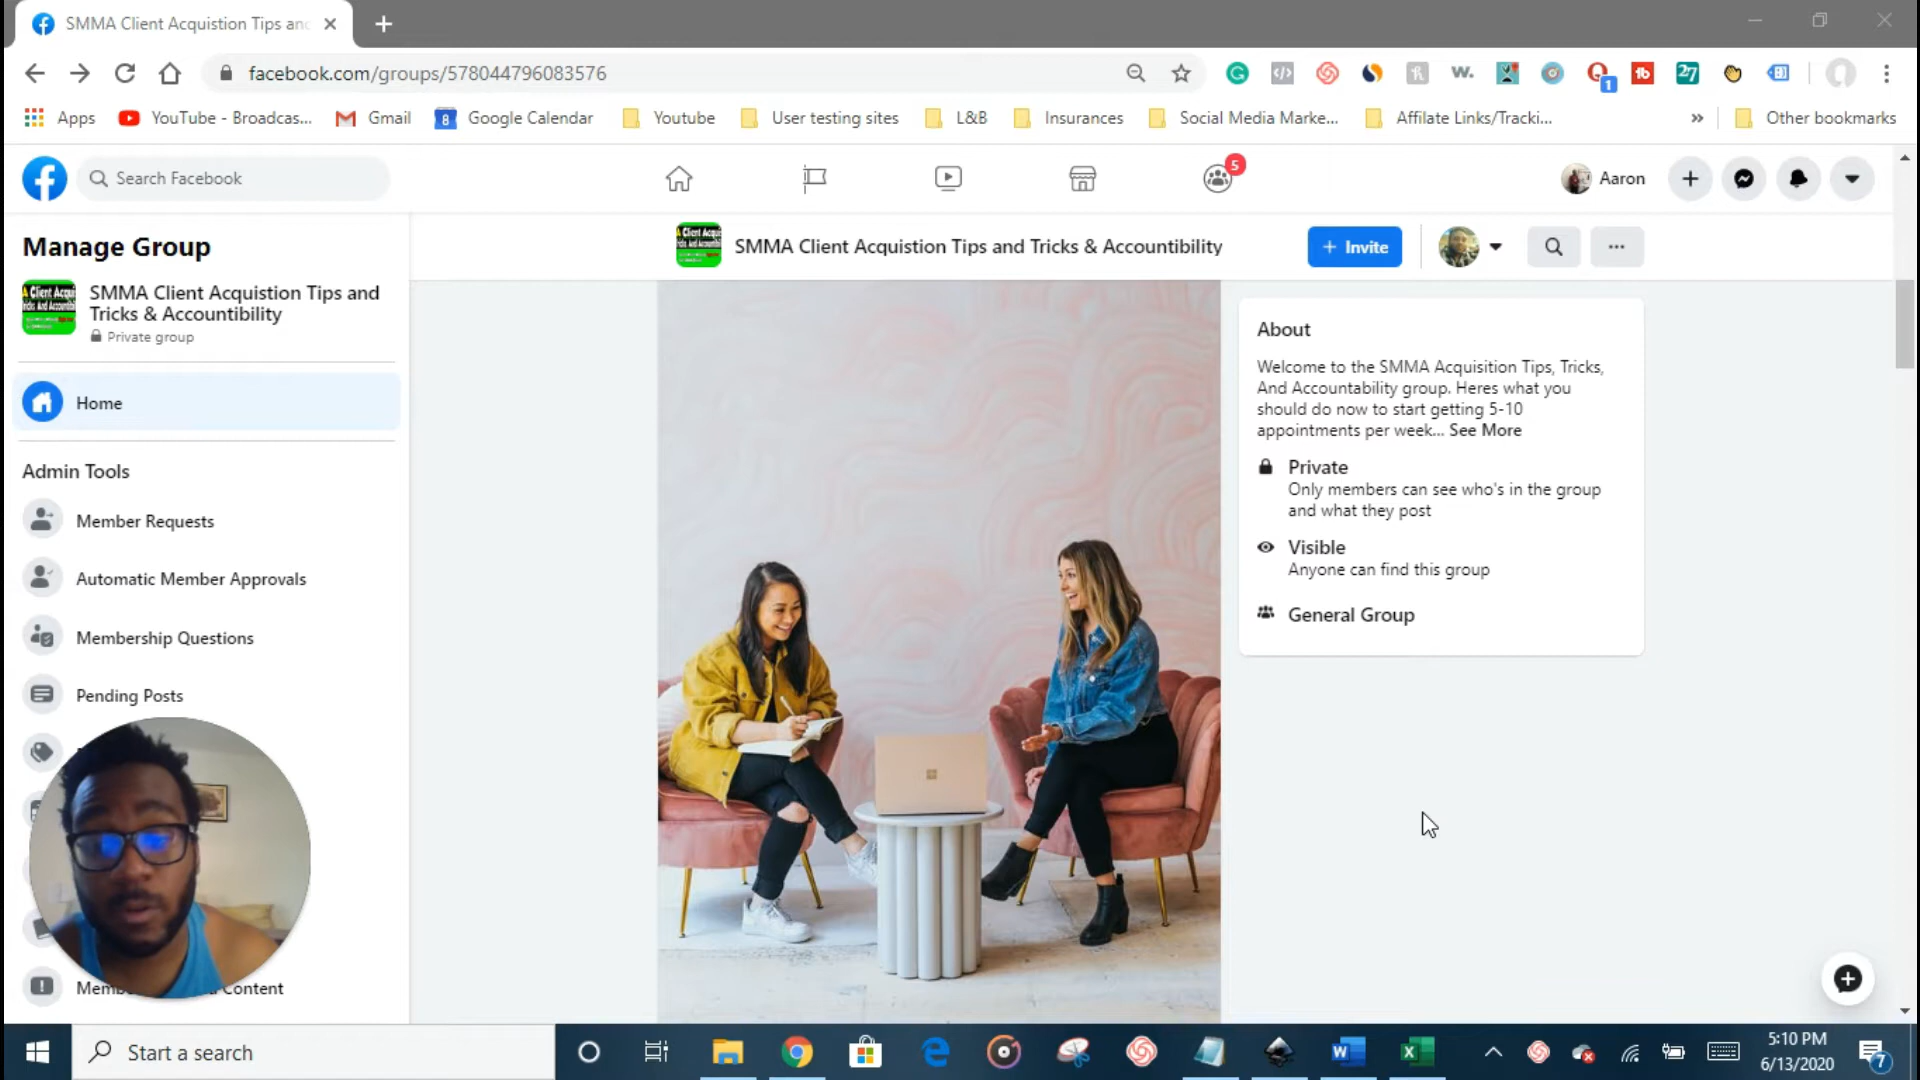 SMMA Client Acquistion Tips an
facebook.com/groups/578044796083576
1
27
Apps
YouTube - Broadcas...
Gmail
8
Google Calendar
Youtube
User testing sites
L&B
Insurances
Social Media Marke...
Affilate Links/Tracki...
»
Other bookmarks
Search Facebook
5
Aaron
Manage Group
SMMA Client Acquistion Tips and Tricks & Accountibility
+ Invite
SMMA Client Acquistion Tips and
Tricks & Accountibility
Private group
Home
Admin Tools
Member Requests
Automatic Member Approvals
Membership Questions
Pending Posts
Content
About
Welcome to the SMMA Acquisition Tips, Tricks,
And Accountability group. Heres what you
should do now to start getting 5-10
appointments per week... See More
Private
Only members can see who's in the group
and what they post
Visible
Anyone can find this group
General Group
Start a search
5:10 PM
6/13/2020
7